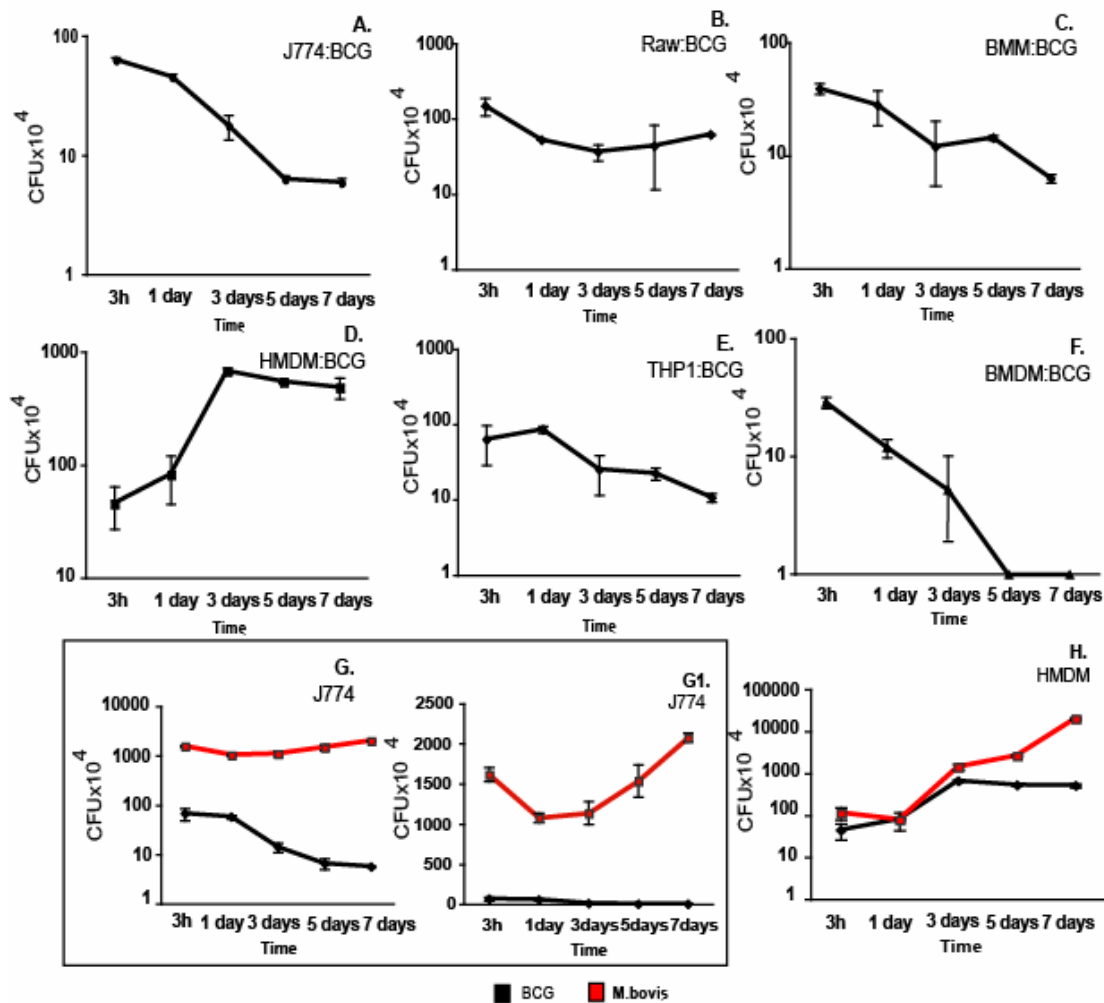 A.
J774:BCG
100
10
1
CFUx10 4
3h 1 day 3 days 5 days 7 days
Time
B.
Raw:BCG
1000
100
10
1
CFUx10 4
3h 1 day 3 days 5 days 7 days
Time
C.
BMM:BCG
100
10
1
CFUx10 4
3h 1 day 3 days 5 days 7 days
Time
D.
HMDM:BCG
1000
100
10
CFUx10 4
3h 1 day 3 days 5 days 7 days
Time
E.
THP1:BCG
1000
100
10
1
CFUx10 4
3h 1 day 3 days 5 days 7 days
Time
F.
BMDM:BCG
100
10
1
CFUx10 4
3h 1 day 3 days 5 days 7 days
Time
G.
J774
10000
1000
100
10
1
CFUx10 4
3h 1 day 3 days 5 days 7 days
Time
G1.
J774
2500
2000
1500
1000
500
0
CFUx10 4
3h 1day 3days 5days 7days
Time
H.
HMDM
100000
10000
1000
100
10
1
CFUx10 4
3h 1 day 3 days 5 days 7 days
Time
BCG M.bovis